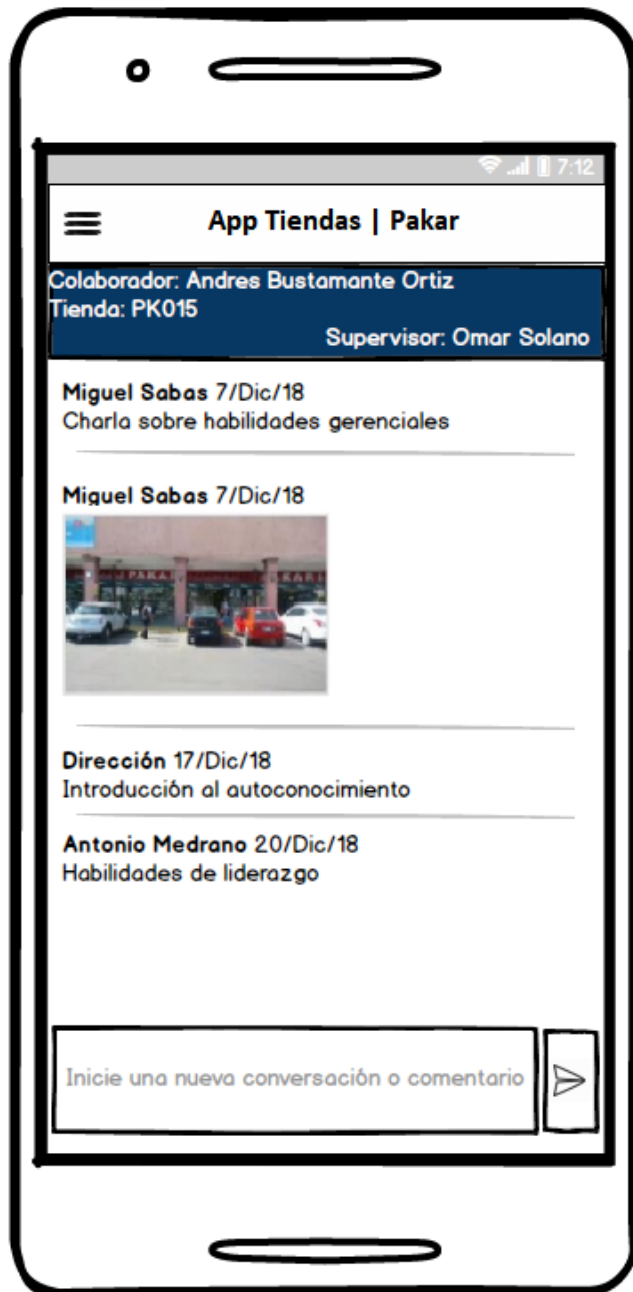 7:12
App Tiendas | Pakar
Colaborador: Andres Bustamante Ortiz
Tienda: PK015
Supervisor: Omar Solano
Miguel Sabas 7/Dic/18
Charla sobre habilidades gerenciales
Miguel Sabas 7/Dic/18
PAKAR
Dirección 17/Dic/18
Introducción al autoconocimiento
Antonio Medrano 20/Dic/18
Habilidades de liderazgo
Inicie una nueva conversación o comentario